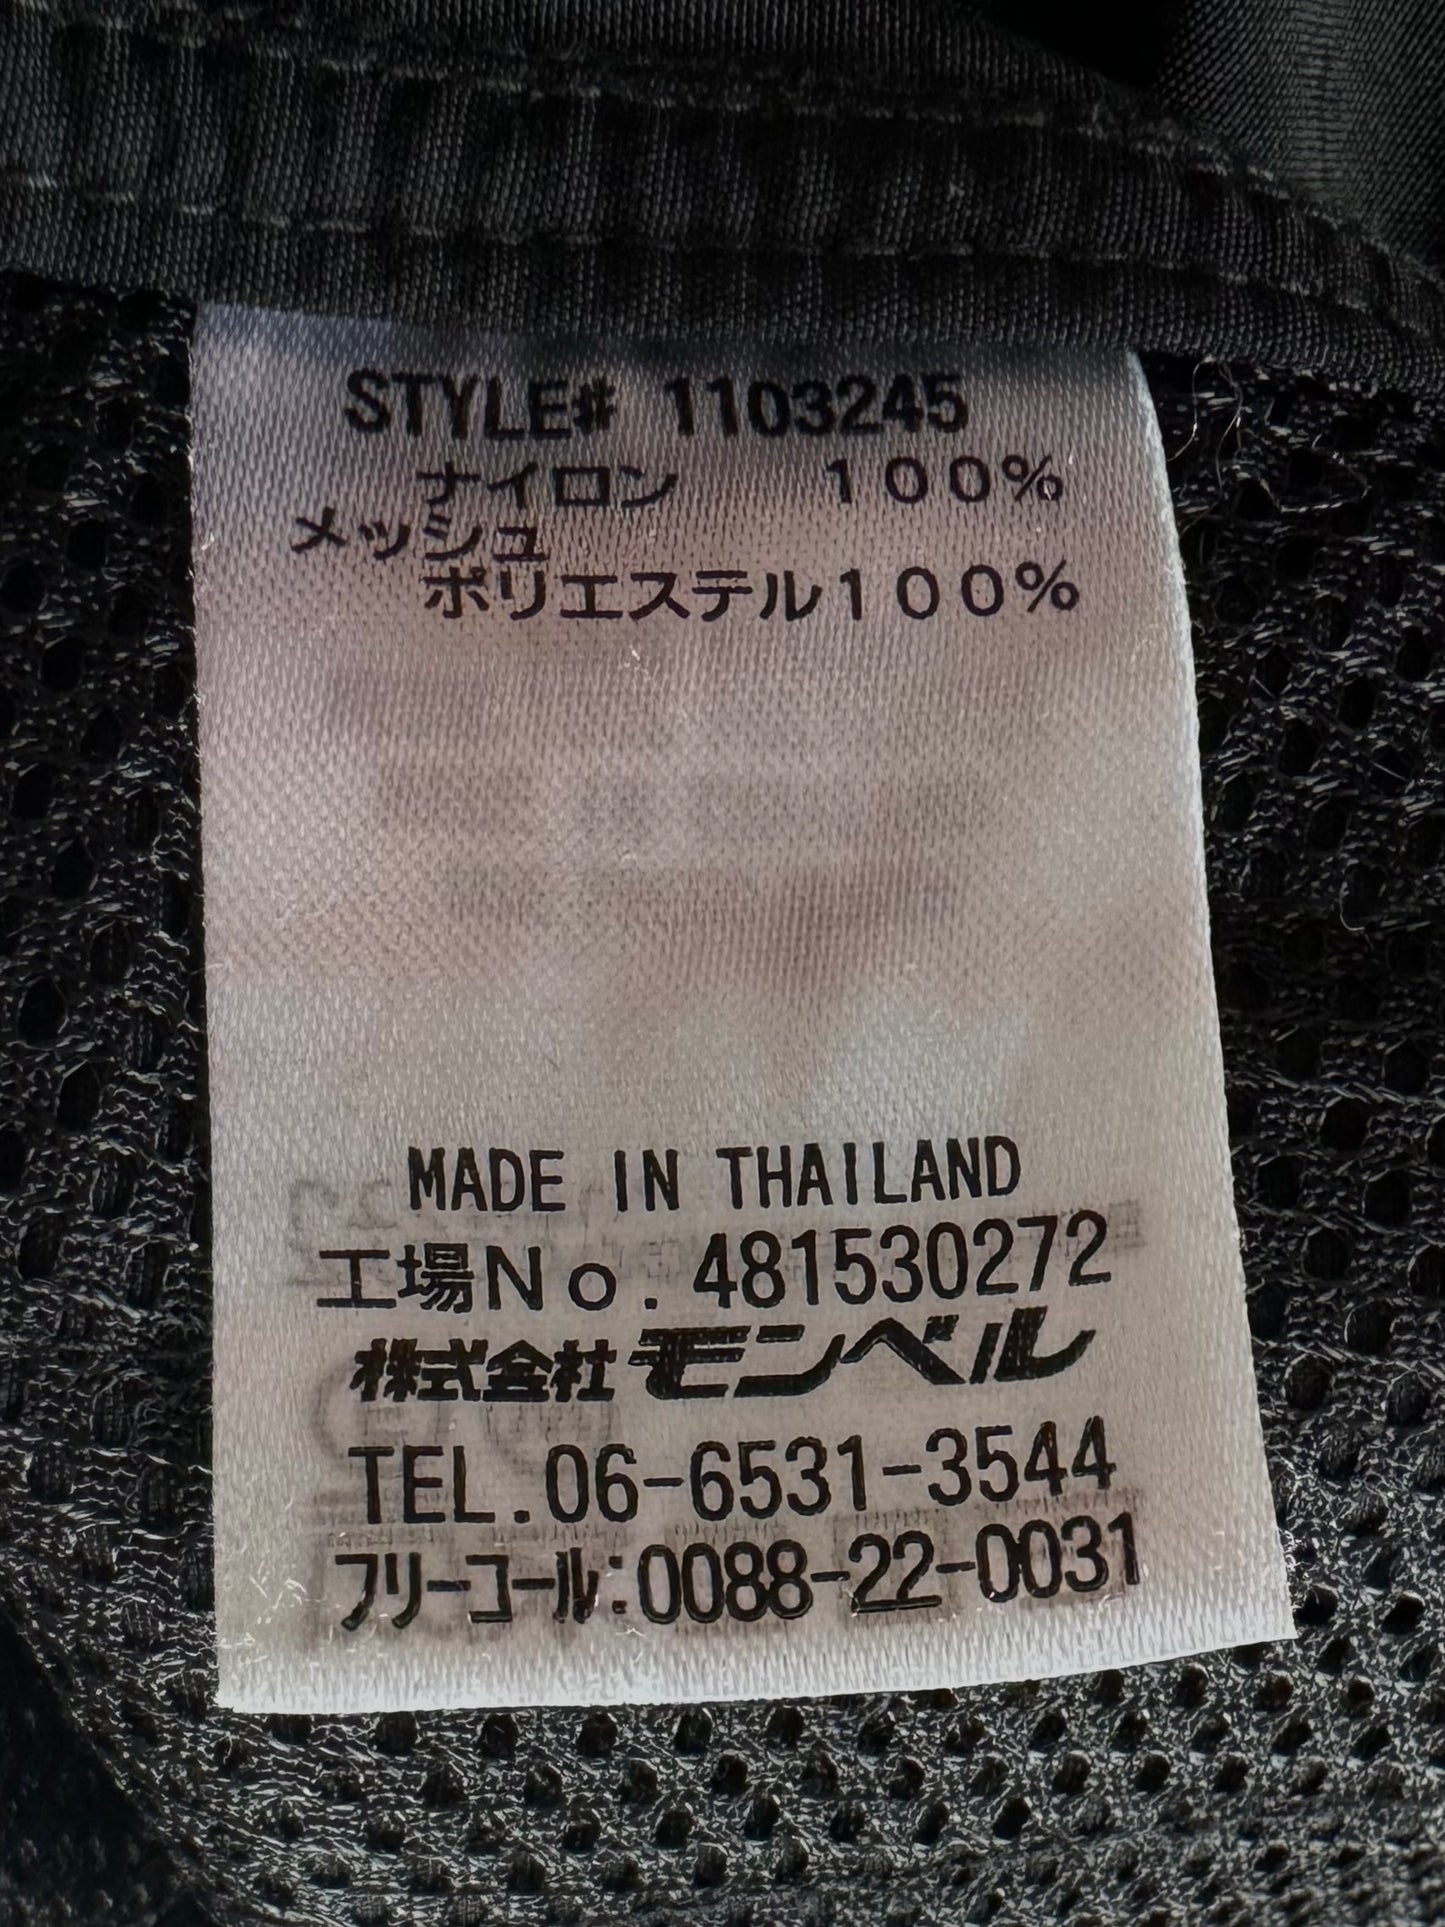 STYLE# 1103245
ナイロン 100%
メッシュ
ポリエステル100%
MADE IN THAILAND
工場No. 481530272
株式会社モンベル
TEL.06-6531-3544
フリーコール:0088-22-0031